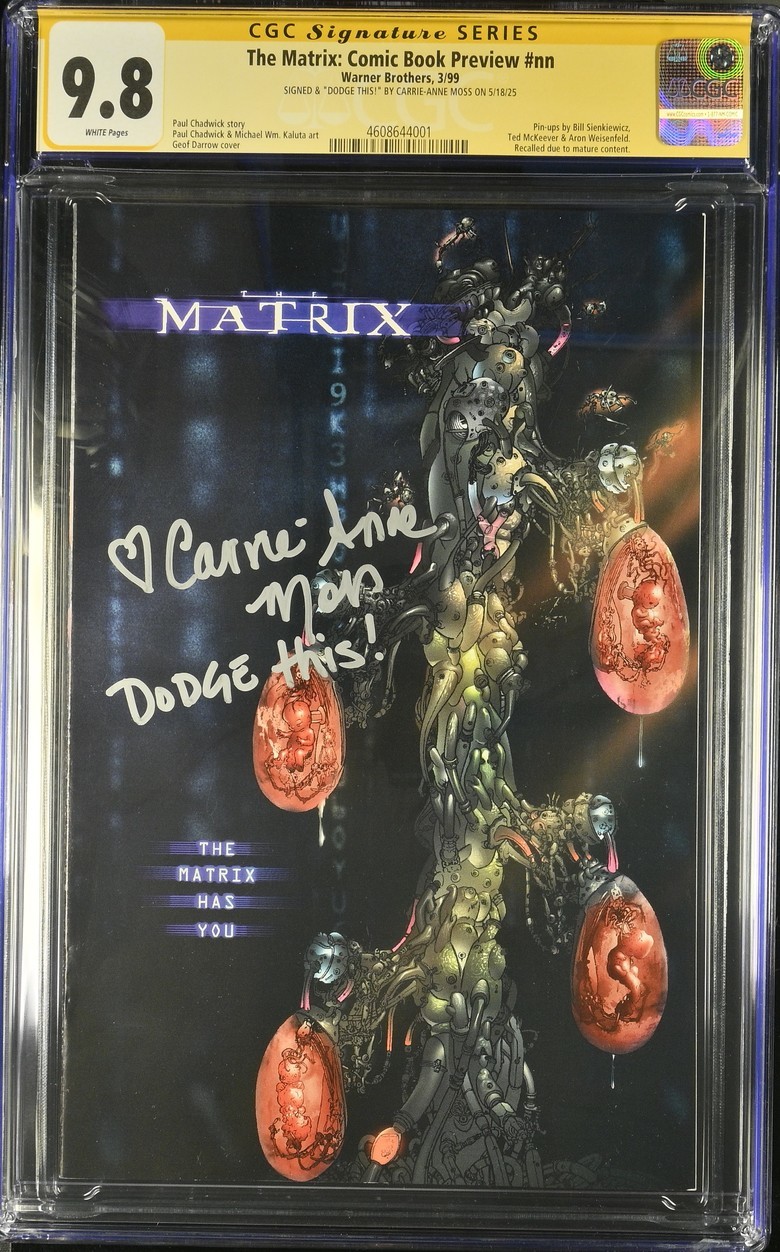 CGC Signature SERIES
The Matrix: Comic Book Preview #nn
Warner Brothers, 3/99
SIGNED & "DODGE THIS!" BY CARRIE-ANNE MOSS ON 5/18/25
9.8
WHITE Pages
Paul Chadwick story
Paul Chadwick & Michael Wm. Kaluta art
Geof Darrow cover
4608644001
Pin-ups by Bill Sienkiewicz,
Ted McKeever & Aron Weisenfeld.
Recalled due to mature content.
CGC
THE
MATRIX
I
9
K
3
♡ Carrie-Anne
Moss
DODGE this!
THE
MATRIX
HAS
YOU